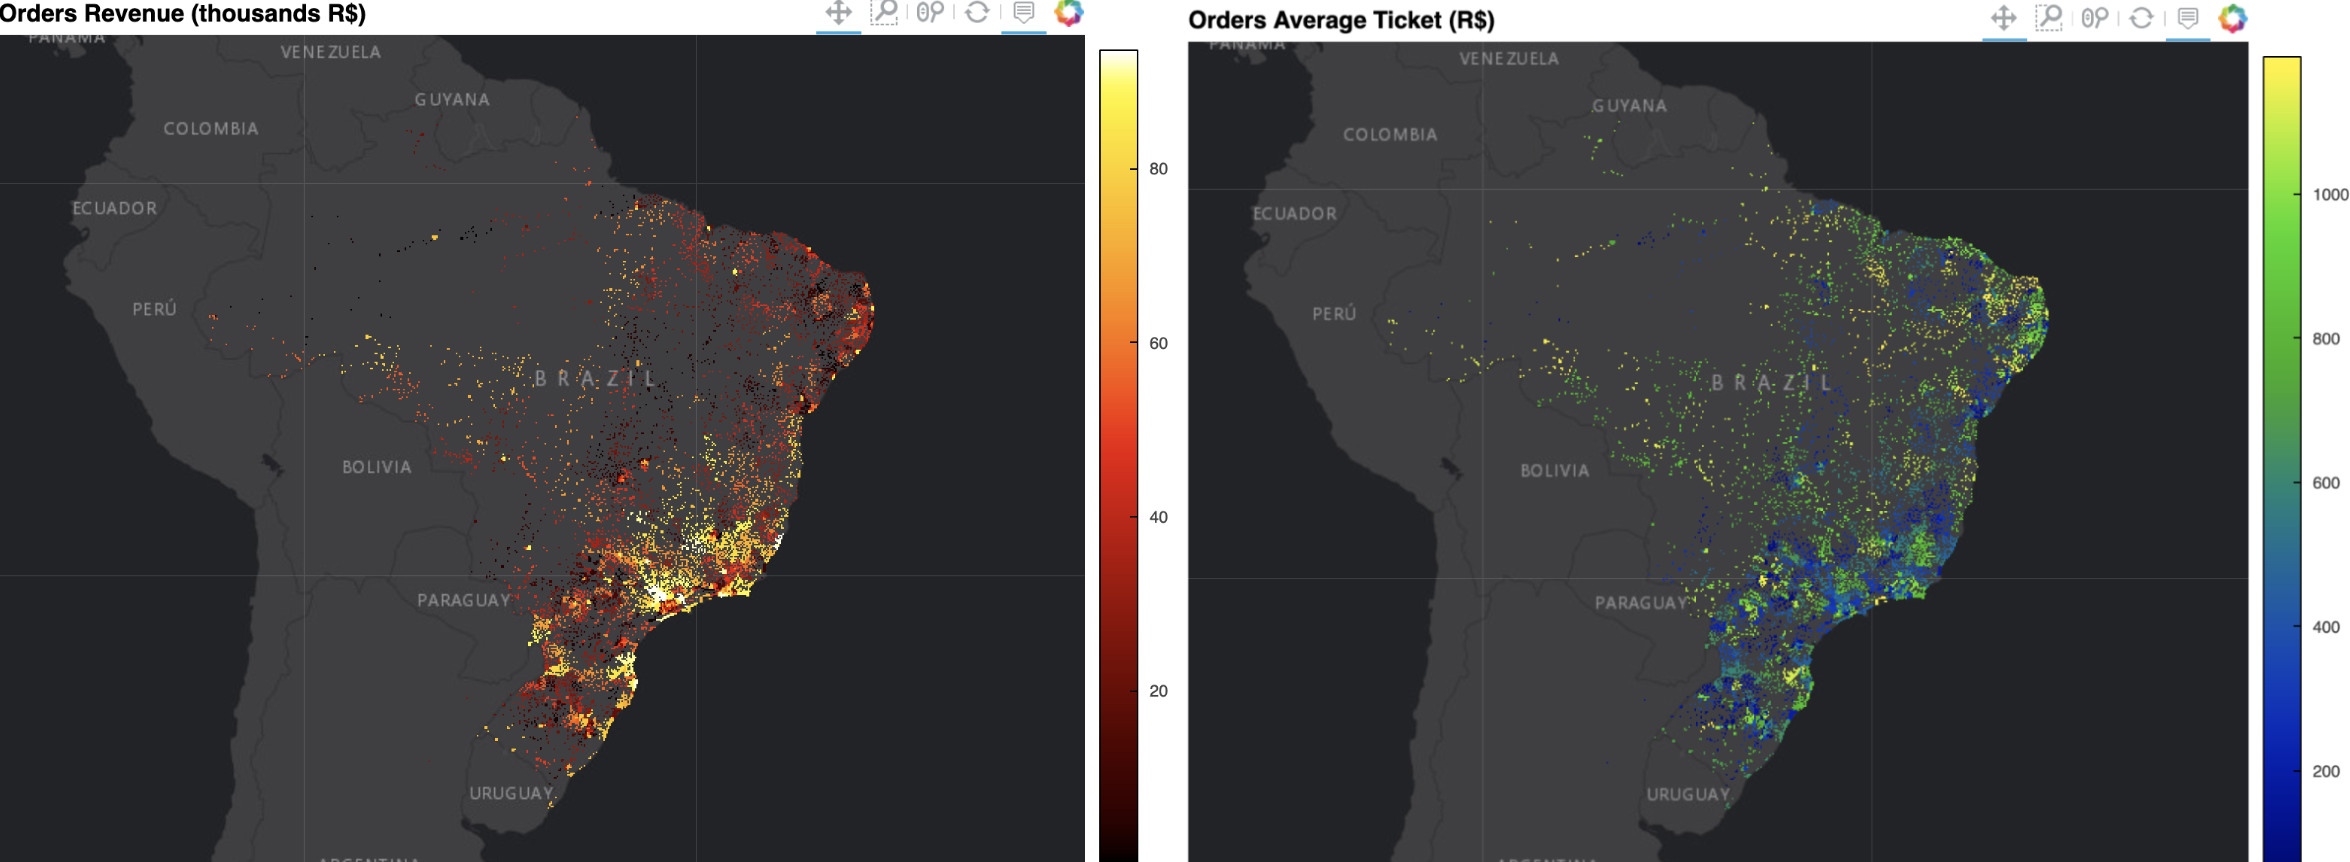 Orders Revenue (thousands R$)
PANAMA
VENEZUELA
GUYANA
COLOMBIA
ECUADOR
PERÚ
BRAZIL
BOLIVIA
PARAGUAY
URUGUAY
ARGENTINA
80
60
40
20
Orders Average Ticket (R$)
PANAMA
VENEZUELA
GUYANA
COLOMBIA
ECUADOR
PERÚ
BRAZIL
BOLIVIA
PARAGUAY
URUGUAY
ARGENTINA
1000
800
600
400
200